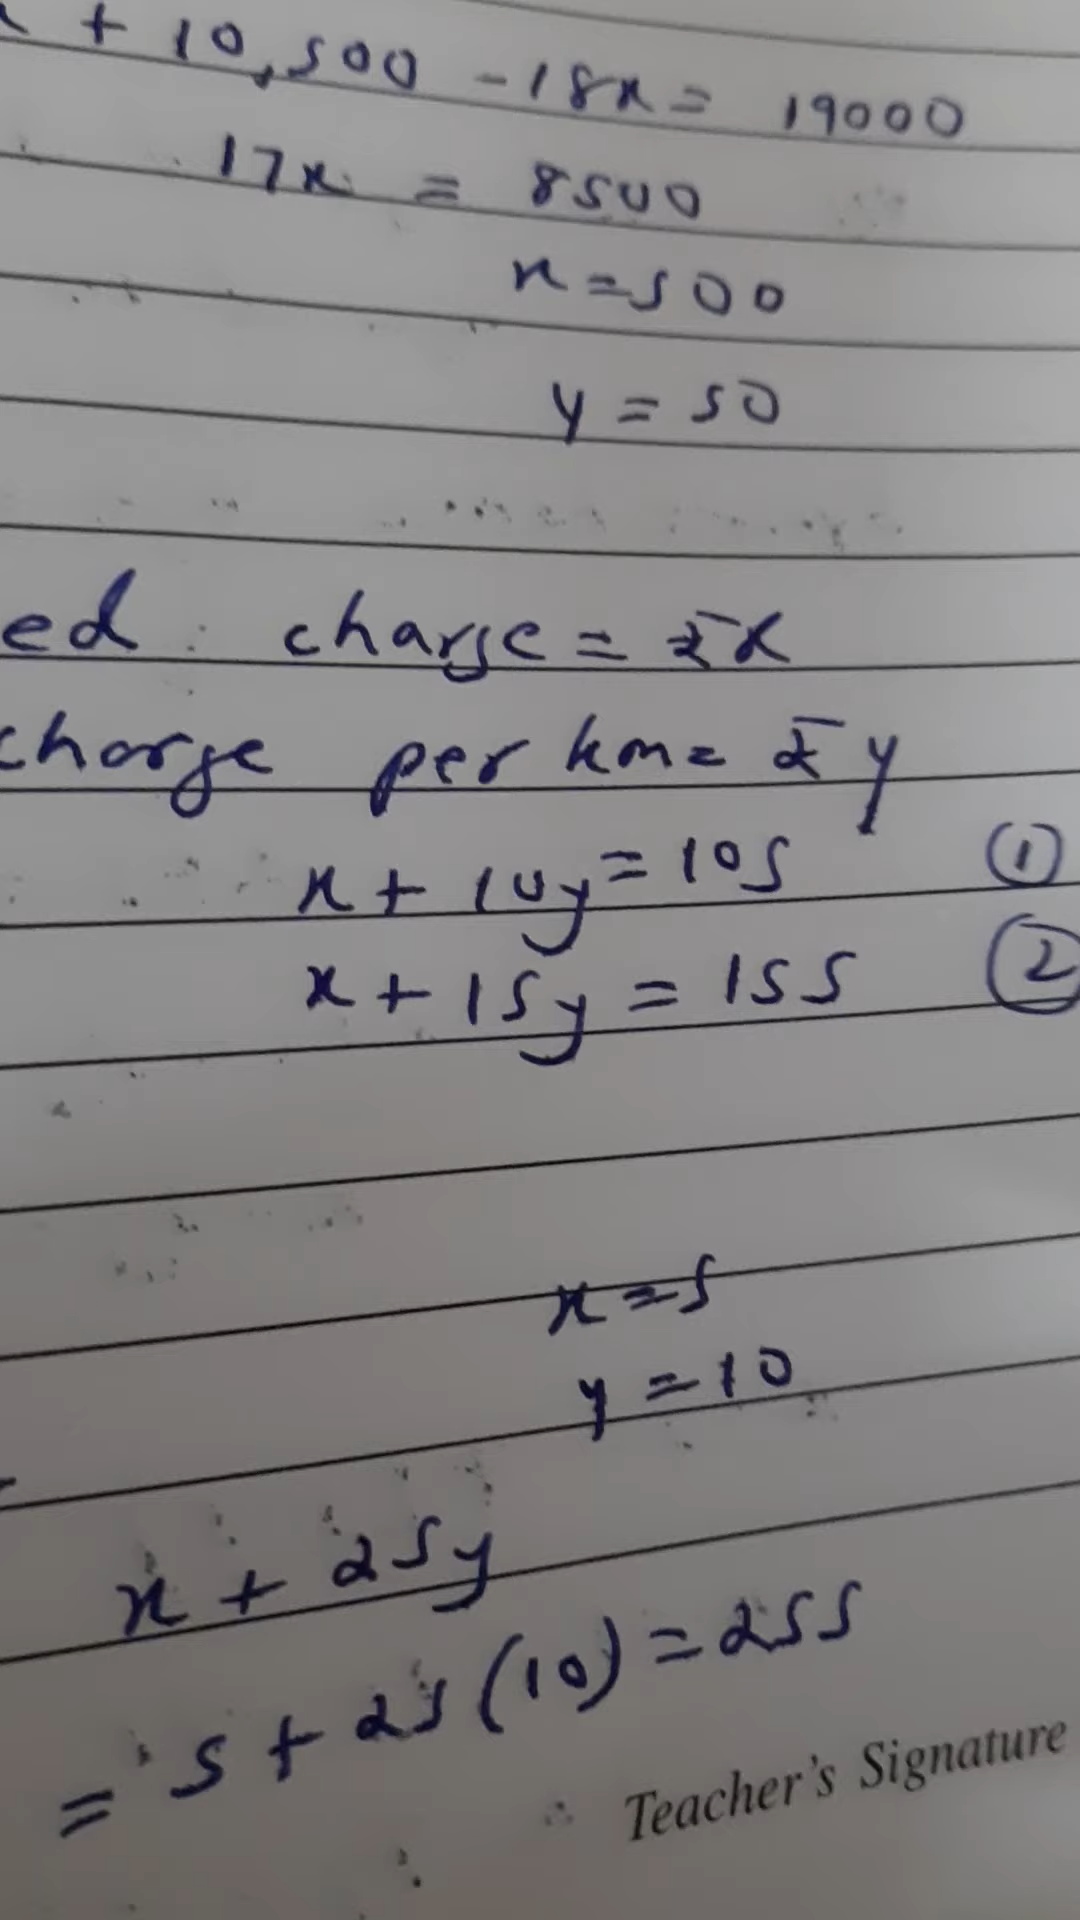 x + 10,500 - 18x = 19000
17x = 8500
x = 500
y = 50
ed charge = ₹x
charge per km = ₹y
x + 10y = 105 ①
x + 15y = 155 ②
x = 5
y = 10
x + 25y
= 5 + 25(10) = 255
Teacher's Signature